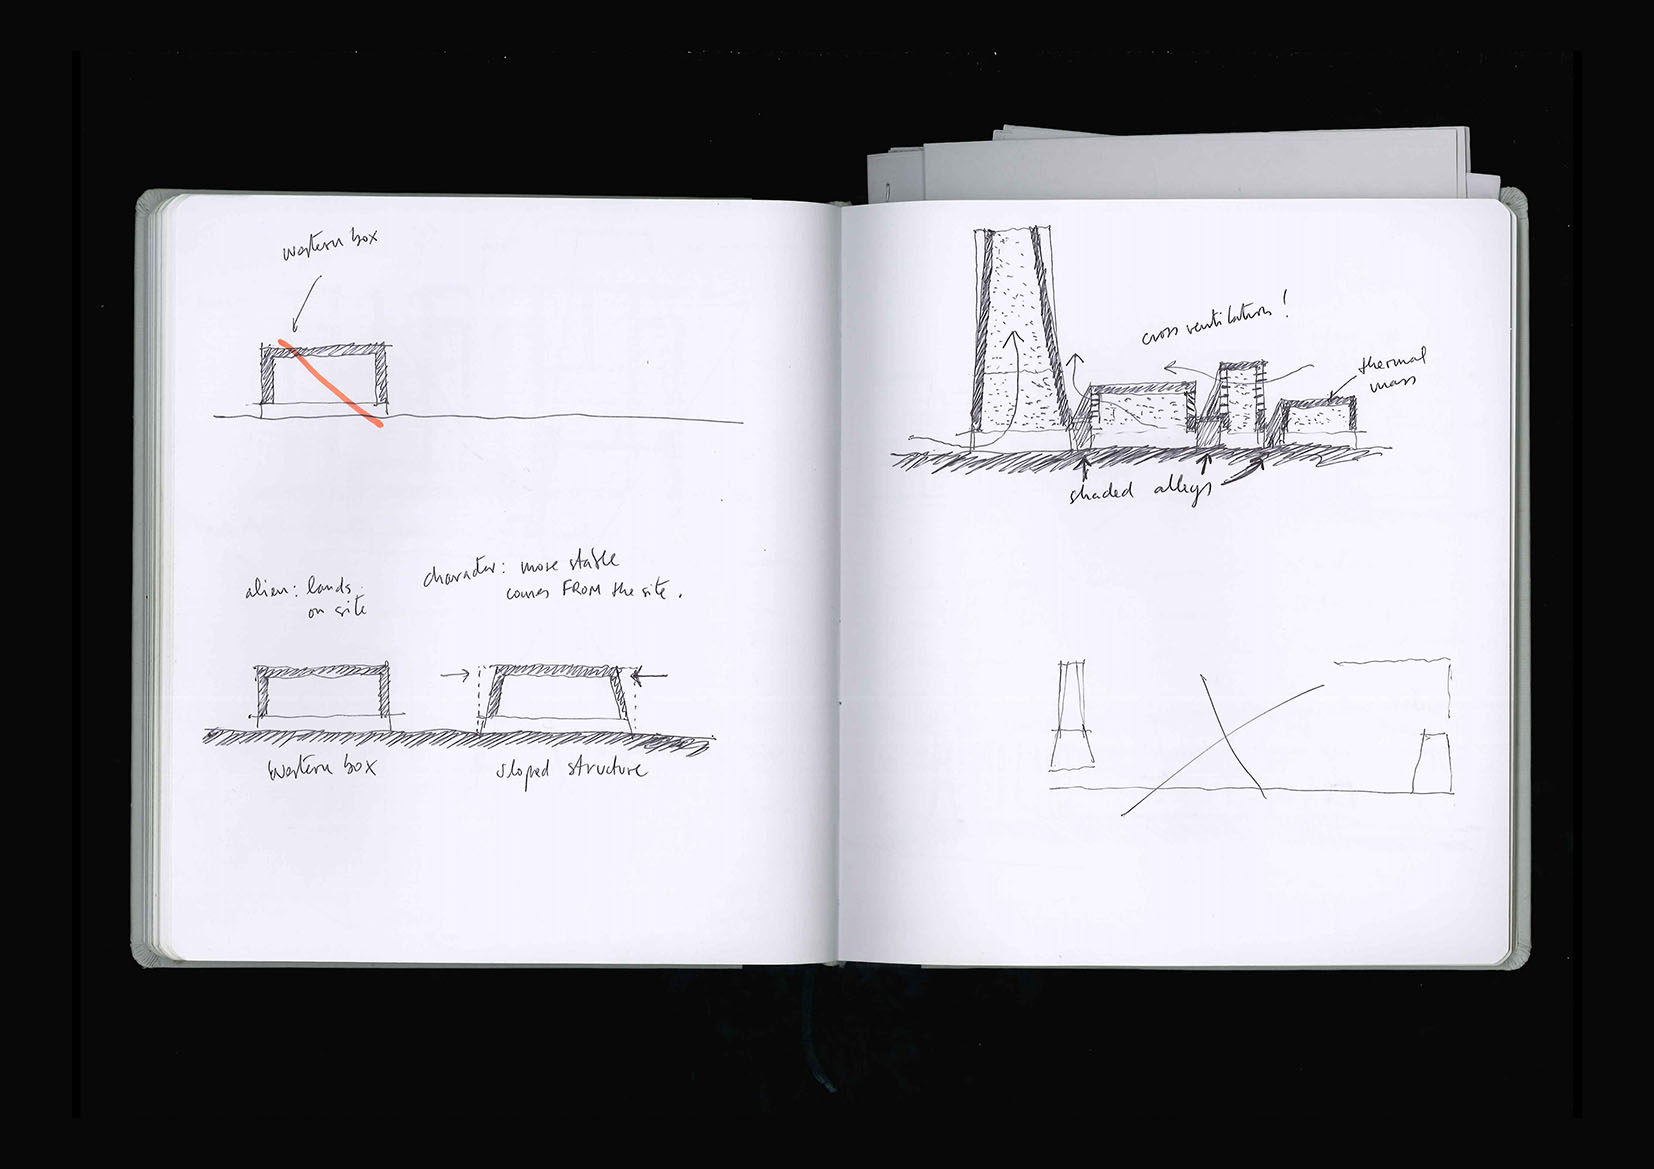 western box
alien: lands
on site
character: more stable
comes FROM the site.
western box
sloped structure
cross ventilation!
thermal
mass
shaded alleys